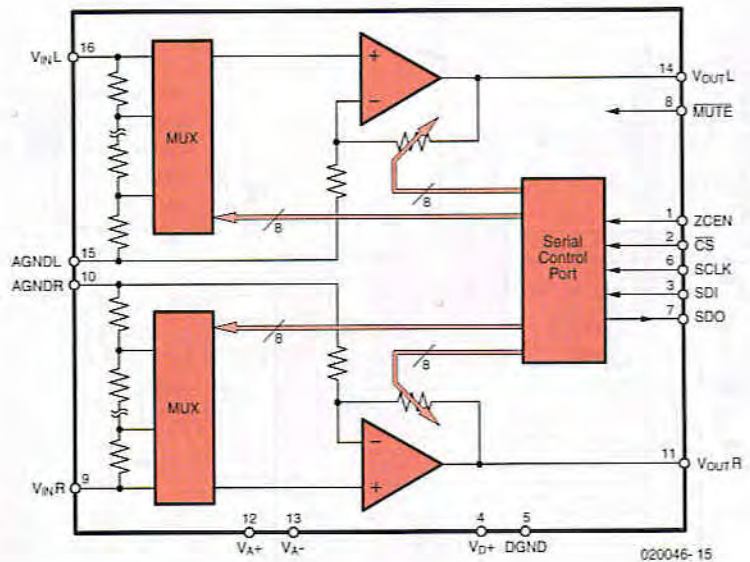 16
VINL
MUX
+
−
14
VOUTL
8
MUTE
8
8
Serial
Control
Port
1
ZCEN
2
CS
6
SCLK
3
SDI
7
SDO
15
AGNDL
10
AGNDR
8
8
MUX
−
+
9
VINR
11
VOUTR
12
VA+
13
VA−
4
VD+
5
DGND
020046-15